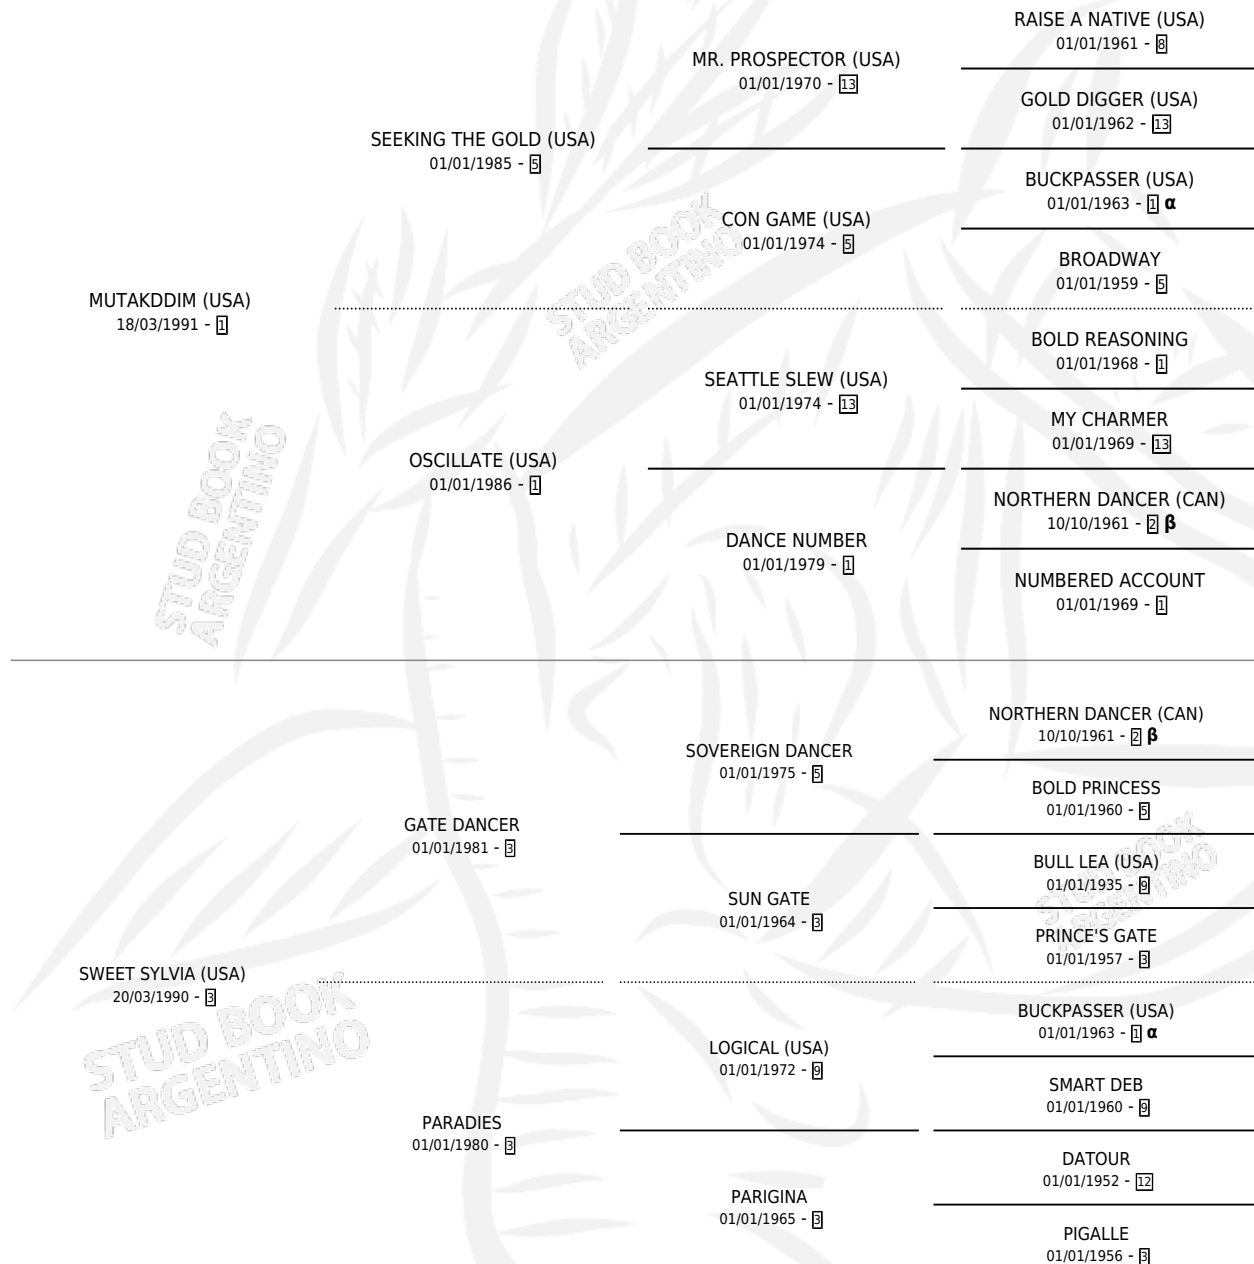 RAISE A NATIVE (USA)
01/01/1961 - 8
MR. PROSPECTOR (USA)
01/01/1970 - 13
GOLD DIGGER (USA)
01/01/1962 - 13
SEEKING THE GOLD (USA)
01/01/1985 - 5
BUCKPASSER (USA)
01/01/1963 - 1 α
CON GAME (USA)
01/01/1974 - 5
BROADWAY
01/01/1959 - 5
MUTAKDDIM (USA)
18/03/1991 - 1
STUD BOOK
ARGENTINO
BOLD REASONING
01/01/1968 - 1
SEATTLE SLEW (USA)
01/01/1974 - 13
MY CHARMER
01/01/1969 - 13
OSCILLATE (USA)
01/01/1986 - 1
STUD BOOK
ARGENTINO
NORTHERN DANCER (CAN)
10/10/1961 - 2 β
DANCE NUMBER
01/01/1979 - 1
NUMBERED ACCOUNT
01/01/1969 - 1
NORTHERN DANCER (CAN)
10/10/1961 - 2 β
SOVEREIGN DANCER
01/01/1975 - 5
BOLD PRINCESS
01/01/1960 - 5
GATE DANCER
01/01/1981 - 3
BULL LEA (USA)
01/01/1935 - 9
STUD BOOK
ARGENTINO
SUN GATE
01/01/1964 - 3
PRINCE'S GATE
01/01/1957 - 3
SWEET SYLVIA (USA)
20/03/1990 - 3
STUD BOOK
ARGENTINO
BUCKPASSER (USA)
01/01/1963 - 1 α
LOGICAL (USA)
01/01/1972 - 9
SMART DEB
01/01/1960 - 9
PARADIES
01/01/1980 - 3
DATOUR
01/01/1952 - 12
PARIGINA
01/01/1965 - 3
PIGALLE
01/01/1956 - 3